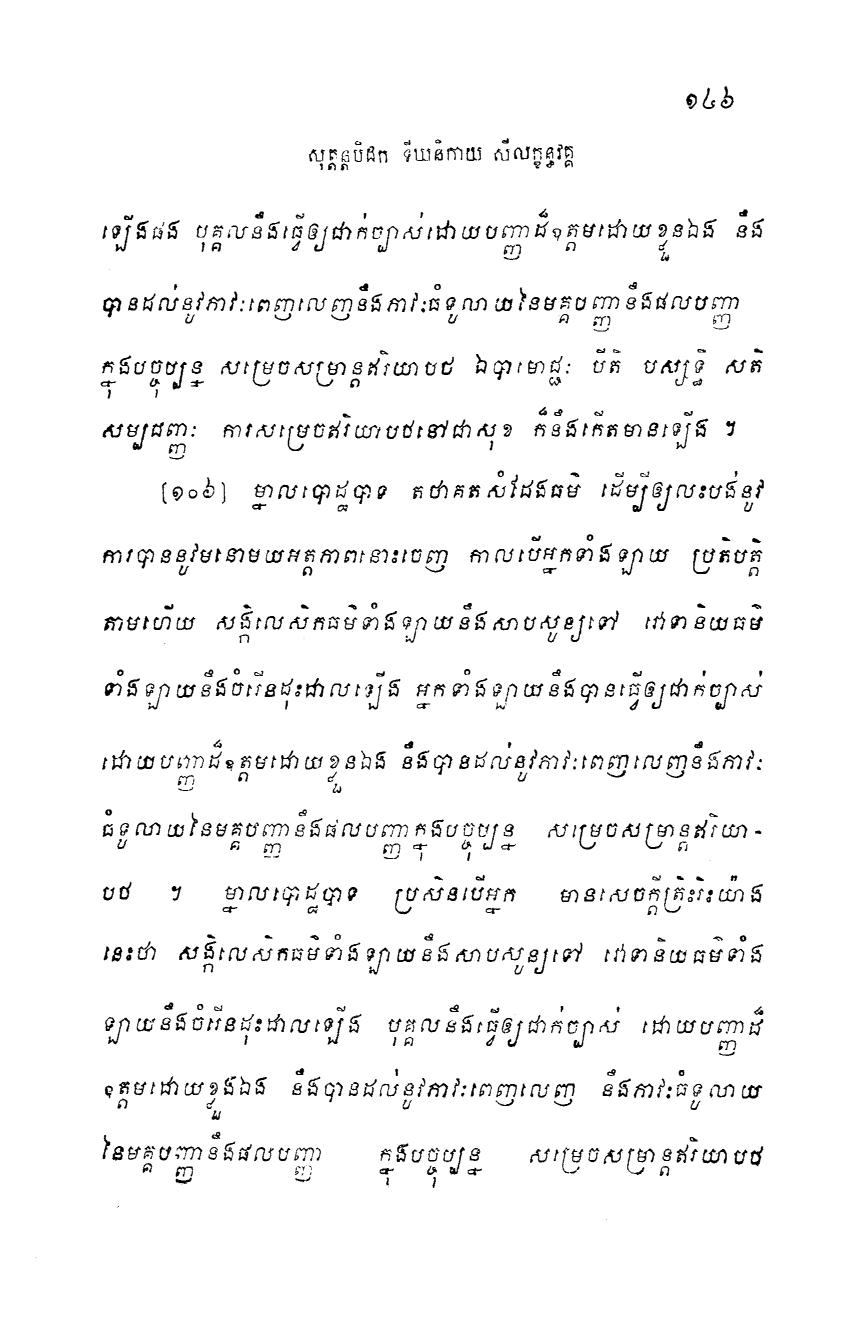 ១៤៦
សុត្តន្តបិដក ទីឃនិកាយ សីលក្ខន្ធវគ្គ
ឡើងផង បុគ្គលនឹងធ្វើឲ្យជាក់ច្បាស់ដោយបញ្ញាដ៏ឧត្តមដោយខ្លួនឯង នឹង
បានដល់នូវភាវៈពេញលេញនឹងភាវៈធំទូលាយនៃមគ្គបញ្ញានឹងផលបញ្ញា
ក្នុងបច្ចុប្បន្ន សម្រេចសម្រាន្តឥរិយាបថ ឯបាមោជ្ជៈ បីតិ បស្សទ្ធិ សតិ
សម្បជញ្ញៈ ការសម្រេចឥរិយាបថនៅជាសុខ ក៏នឹងកើតមានឡើង ។
[១០៦] ម្នាលបោដ្ឋបាទ តថាគតសំដែងធម៌ ដើម្បីឲ្យលះបង់នូវ
ការបាននូវមនោមយអត្តភាពនោះចេញ កាលបើអ្នកទាំងឡាយ ប្រតិបត្តិ
តាមហើយ សង្កិលេសិកធម៌ទាំងឡាយនឹងសាបសូន្យទៅ វោទានិយធម៌
ទាំងឡាយនឹងចំរើនដុះដាលឡើង អ្នកទាំងឡាយនឹងបានធ្វើឲ្យជាក់ច្បាស់
ដោយបញ្ញាដ៏ឧត្តមដោយខ្លួនឯង នឹងបានដល់នូវភាវៈពេញលេញនឹងភាវៈ
ធំទូលាយនៃមគ្គបញ្ញានឹងផលបញ្ញាក្នុងបច្ចុប្បន្ន សម្រេចសម្រាន្តឥរិយា-
បថ ។ ម្នាលបោដ្ឋបាទ ប្រសិនបើអ្នក មានសេចក្តីត្រិះរិះយ៉ាង
នេះថា សង្កិលេសិកធម៌ទាំងឡាយនឹងសាបសូន្យទៅ វោទានិយធម៌ទាំង
ឡាយនឹងចំរើនដុះដាលឡើង បុគ្គលនឹងធ្វើឲ្យជាក់ច្បាស់ ដោយបញ្ញាដ៏
ឧត្តមដោយខ្លួងឯង នឹងបានដល់នូវភាវៈពេញលេញ នឹងភាវៈធំទូលាយ
នៃមគ្គបញ្ញានឹងផលបញ្ញា ក្នុងបច្ចុប្បន្ន សម្រេចសម្រាន្តឥរិយាបថ